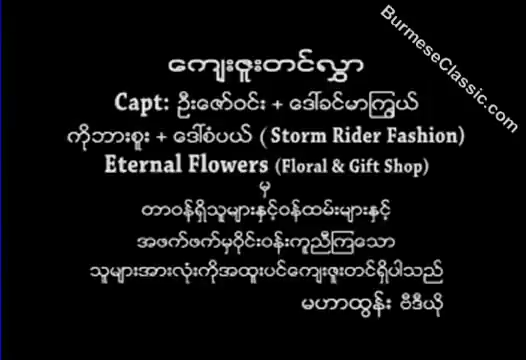 BurmeseClassic.com
ကျေးဇူးတင်လွှာ
Capt: ဦးဇော်ဝင်း + ဒေါ်ခင်မာကြွယ်
ကိုဘားစူး + ဒေါ်စံပယ် ( Storm Rider Fashion)
Eternal Flowers (Floral & Gift Shop)
မှ
တာဝန်ရှိသူများနှင့်ဝန်ထမ်းများနှင့်
အဖက်ဖက်မှဝိုင်းဝန်းကူညီကြသော
သူများအားလုံးကိုအထူးပင်ကျေးဇူးတင်ရှိပါသည်
မဟာထွန်း ဗီဒီယို